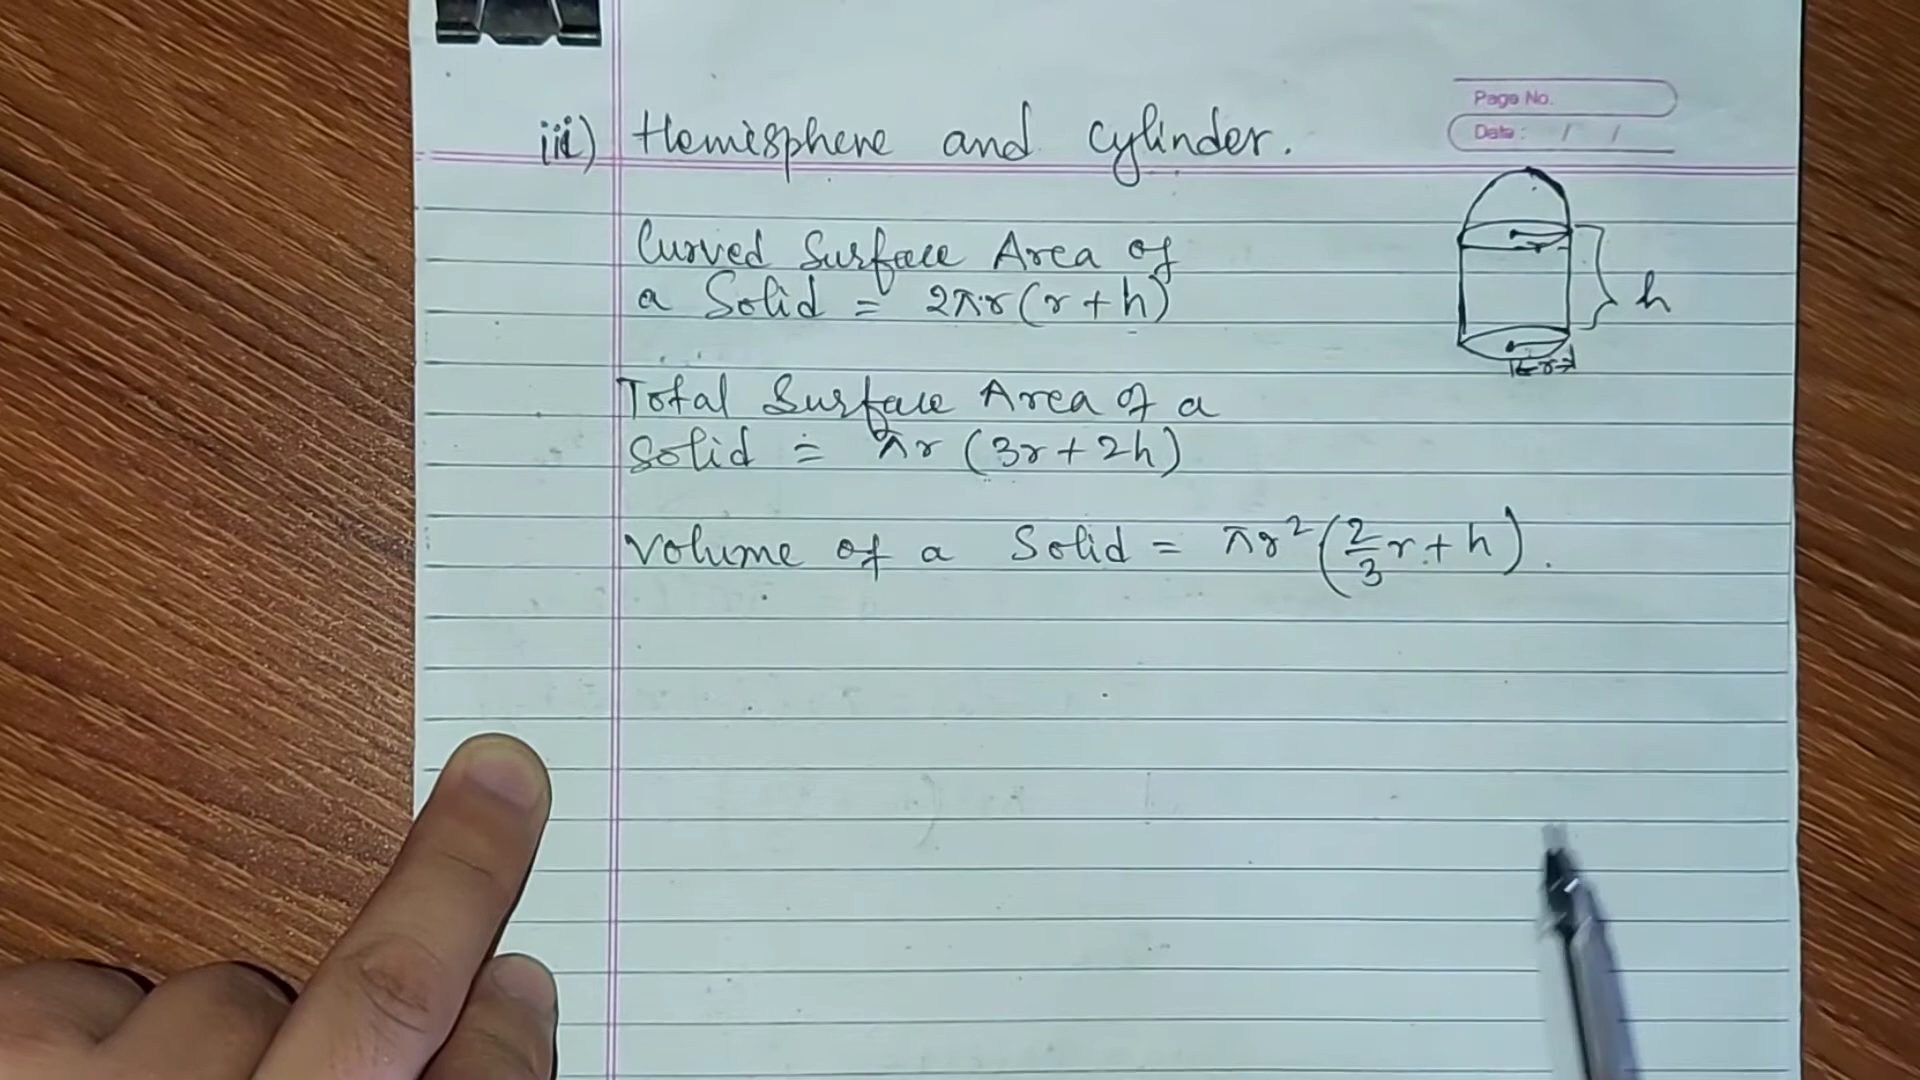 Page No.
Date : / /
iii) Hemisphere and Cylinder.
Curved Surface Area of
a Solid = 2πr(r+h)
h
r
Total Surface Area of a
Solid = πr(3r+2h)
Volume of a Solid = πr²(2/3 r+h).